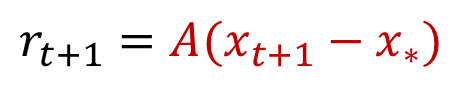 r_{t+1} = A(x_{t+1} − x_*)